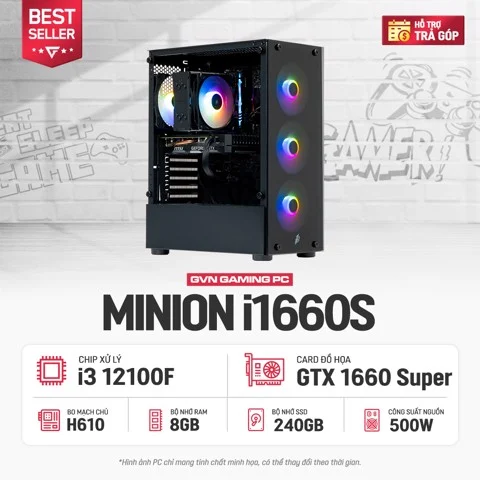 BEST
SELLER
HỖ TRỢ
TRẢ GÓP
GAMER!!
GVN GAMING PC
MINION i1660S
CHIP XỬ LÝ
i3 12100F
CARD ĐỒ HỌA
GTX 1660 Super
BO MẠCH CHỦ
H610
BỘ NHỚ RAM
8GB
BỘ NHỚ SSD
240GB
CÔNG SUẤT NGUỒN
500W
*Hình ảnh PC chỉ mang tính chất minh họa, có thể thay đổi theo thời gian.